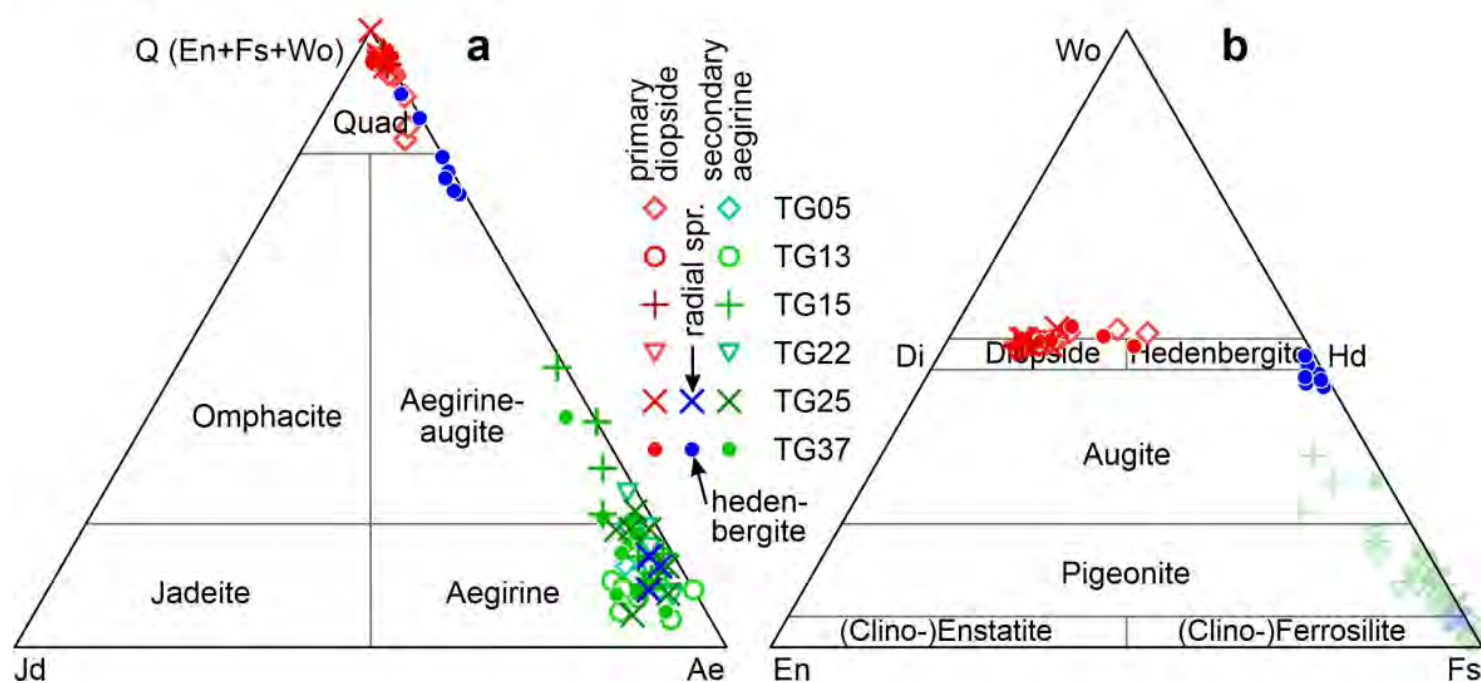 a
b
Q (En+Fs+Wo)
Wo
Quad
primary
diopside
secondary
aegirine
radial spr.
TG05
TG13
TG15
TG22
TG25
TG37
heden-
bergite
Omphacite
Aegirine-
augite
Jadeite
Aegirine
Jd
Ae
Di
Diopside
Hedenbergite
Hd
Augite
Pigeonite
(Clino-)Enstatite
(Clino-)Ferrosilite
En
Fs